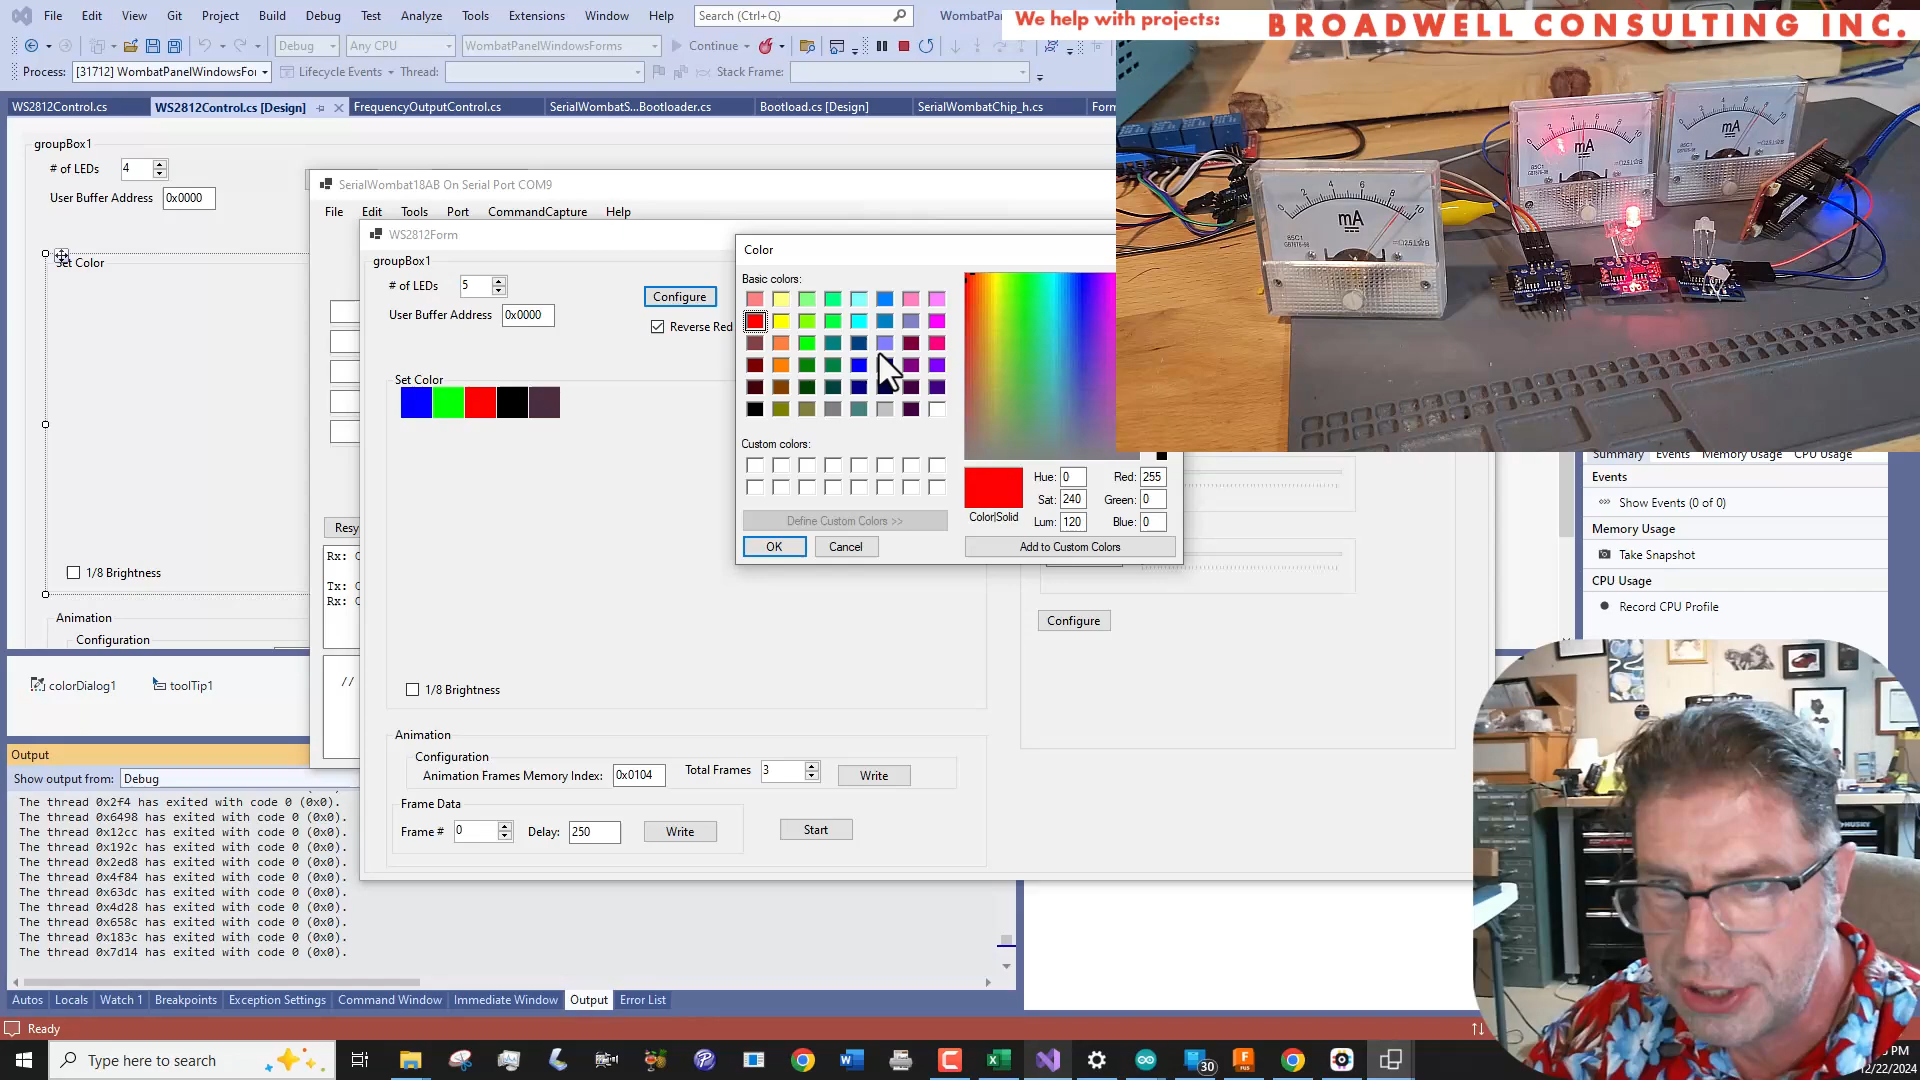 File Edit View Git Project Build Debug Test Analyze Tools Extensions Window Help Search (Ctrl+Q)
We help with projects: BROADWELL CONSULTING INC.
Debug Any CPU WombatPanelWindowsForms Continue
Process: [31712] WombatPanelWindowsFo Lifecycle Events Thread: Stack Frame:
WS2812Control.cs WS2812Control.cs [Design] FrequencyOutputControl.cs SerialWombatS...Bootloader.cs Bootload.cs [Design] SerialWombatChip_h.cs
groupBox1
# of LEDs 4
User Buffer Address 0x0000
Set Color
1/8 Brightness
Animation
Configuration
SerialWombat18AB On Serial Port COM9
File Edit Tools Port CommandCapture Help
WS2812Form
groupBox1
# of LEDs 5
Configure
User Buffer Address 0x0000
Reverse Red
Set Color
1/8 Brightness
Animation
Configuration
Animation Frames Memory Index: 0x0104 Total Frames 3 Write
Frame Data
Frame # 0 Delay: 250 Write Start
Configure
Color
Basic colors:
Custom colors:
Define Custom Colors >>
OK Cancel
Color|Solid
Hue: 0 Red: 255
Sat: 240 Green: 0
Lum: 120 Blue: 0
Add to Custom Colors
mA
mA
mA
Summary Events Memory Usage CPU Usage
Events
Show Events (0 of 0)
Memory Usage
Take Snapshot
CPU Usage
Record CPU Profile
Rx:
Tx:
Rx:
//
colorDialog1 toolTip1
Output
Show output from: Debug
The thread 0x2f4 has exited with code 0 (0x0).
The thread 0x6498 has exited with code 0 (0x0).
The thread 0x12cc has exited with code 0 (0x0).
The thread 0x192c has exited with code 0 (0x0).
The thread 0x2ed8 has exited with code 0 (0x0).
The thread 0x4f84 has exited with code 0 (0x0).
The thread 0x63dc has exited with code 0 (0x0).
The thread 0x4d28 has exited with code 0 (0x0).
The thread 0x658c has exited with code 0 (0x0).
The thread 0x183c has exited with code 0 (0x0).
The thread 0x7d14 has exited with code 0 (0x0).
Autos Locals Watch 1 Breakpoints Exception Settings Command Window Immediate Window Output Error List
Ready
Type here to search
30
PM
12/22/2024